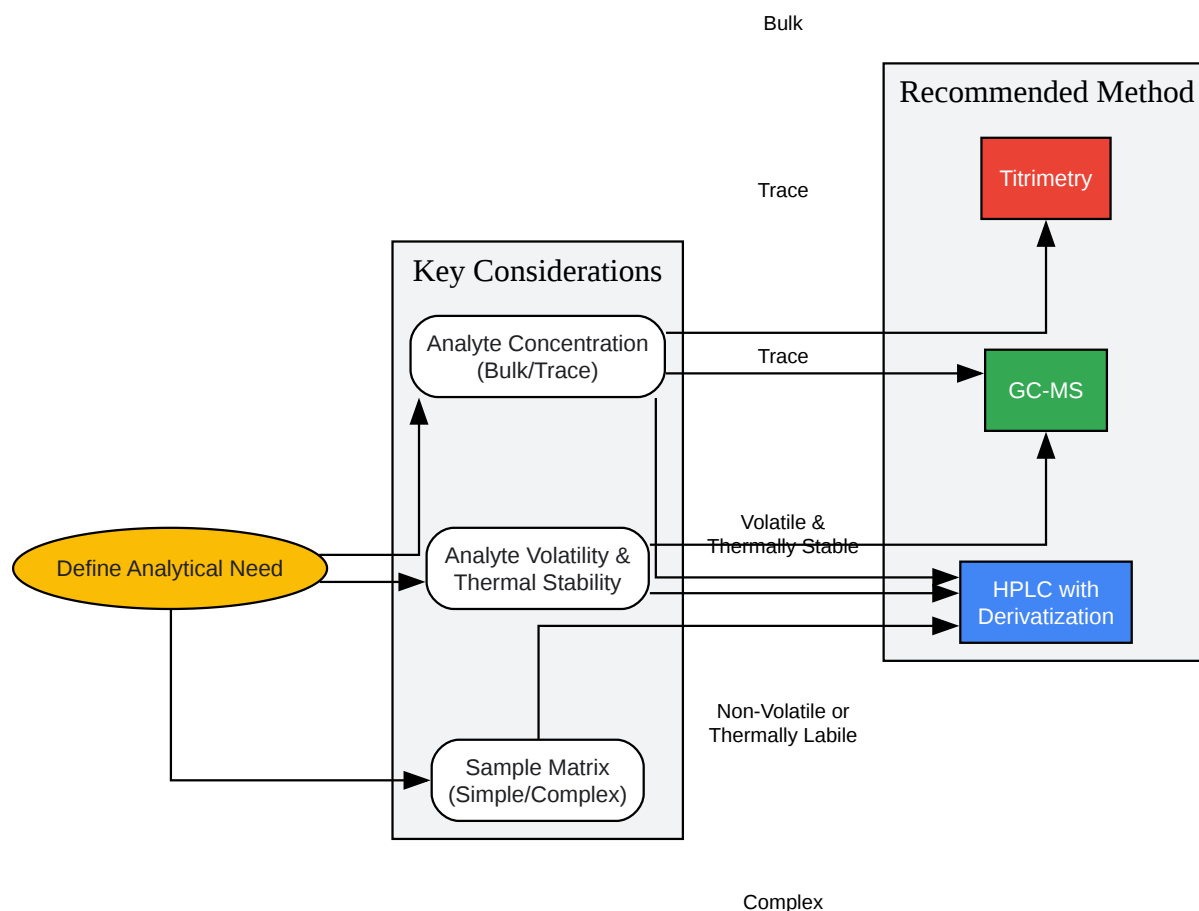 Bulk
Recommended Method
Titrimetry
Trace
Key Considerations
Analyte Concentration
(Bulk/Trace)
Trace
GC-MS
Define Analytical Need
Analyte Volatility &
Thermal Stability
Volatile &
Thermally Stable
HPLC with
Derivatization
Non-Volatile or
Thermally Labile
Sample Matrix
(Simple/Complex)
Complex